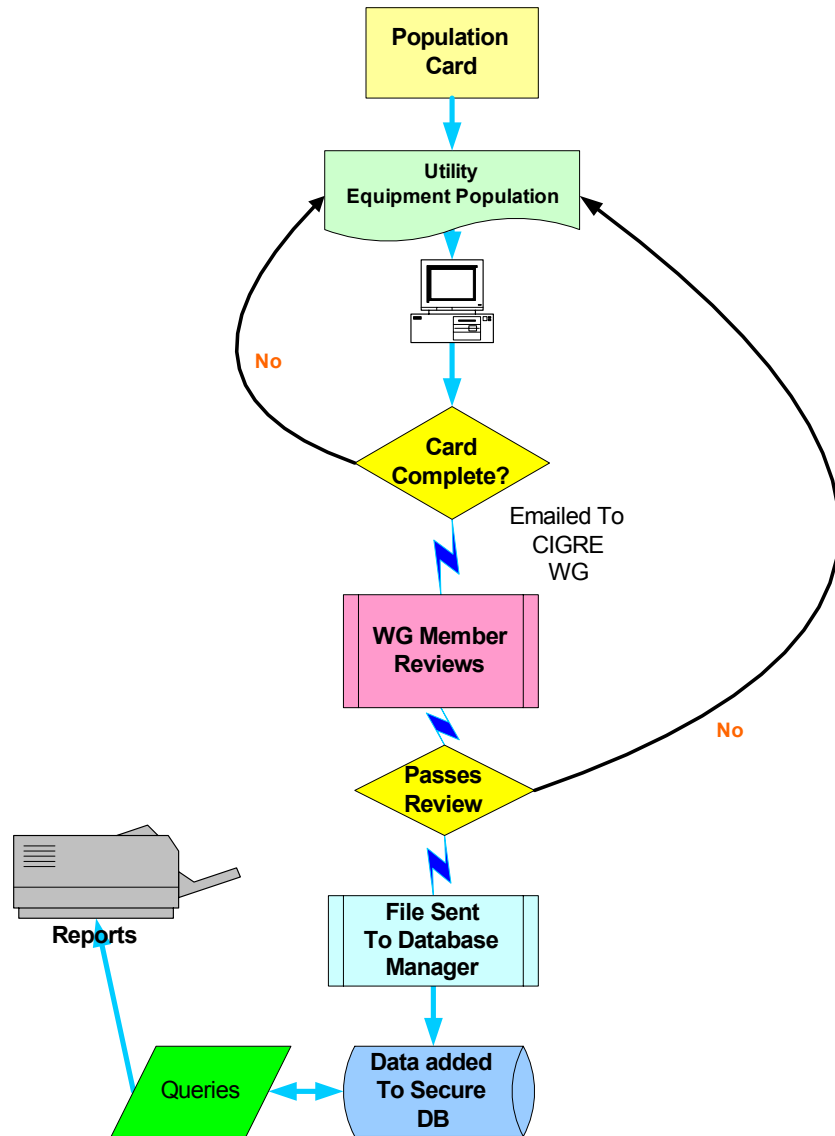 Population
Card
Utility
Equipment Population
No
Card
Complete?
Emailed To
CIGRE
WG
WG Member
Reviews
No
Passes
Review
File Sent
To Database
Manager
Reports
Queries
Data added
To Secure
DB